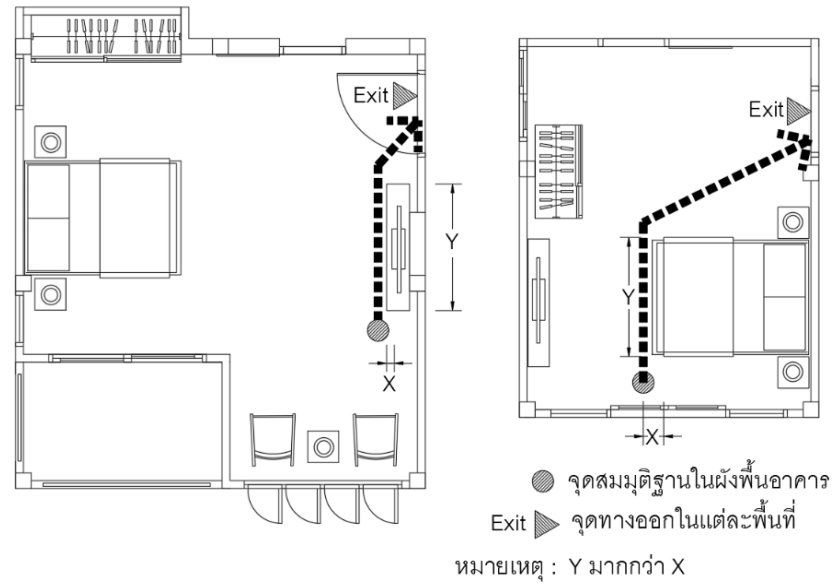 Exit
Exit
Y
Y
X
X
จุดสมมุติฐานในผังพื้นอาคาร
Exit จุดทางออกในแต่ละพื้นที่
หมายเหตุ : Y มากกว่า X